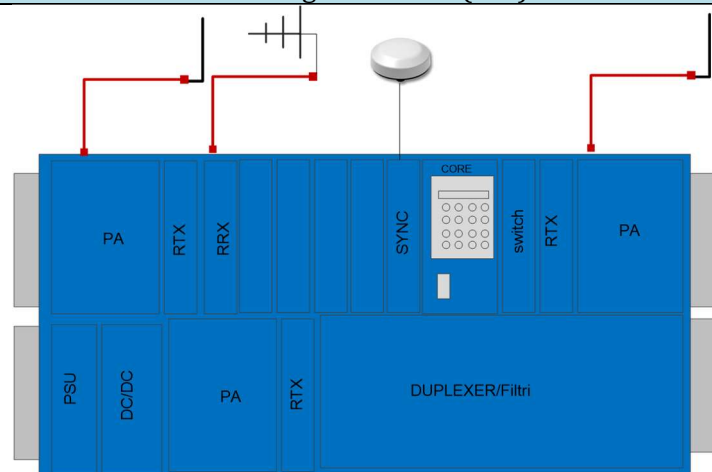 CORE
PA
RTX
RRX
SYNC
switch
RTX
PA
PSU
DC/DC
PA
RTX
DUPLEXER/Filtri